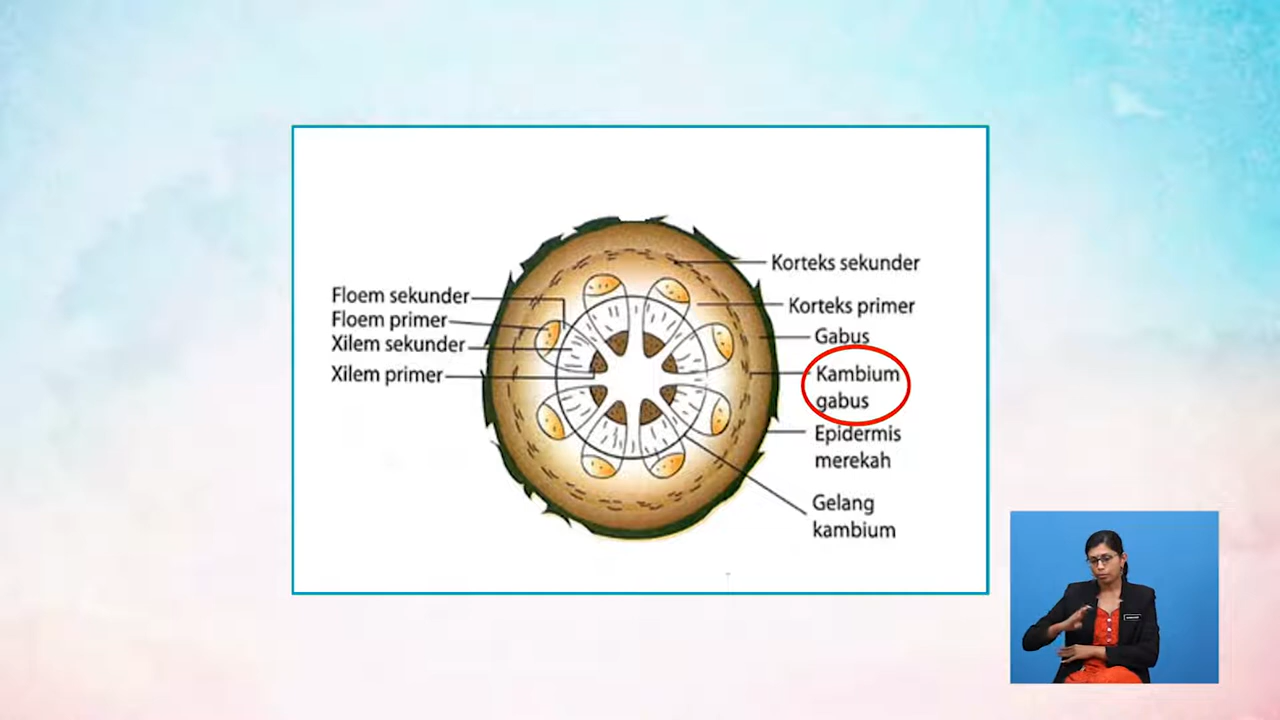 Floem sekunder
Floem primer
Xilem sekunder
Xilem primer
Korteks sekunder
Korteks primer
Gabus
Kambium
gabus
Epidermis
merekah
Gelang
kambium